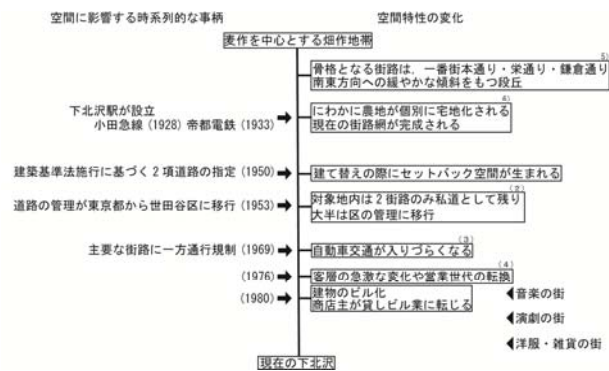 空間に影響する時系列的な事柄
空間特性の変化
麦作を中心とする畑作地帯
5)
骨格となる街路は，一番街本通り・栄通り・鎌倉通り
南東方向への緩やかな傾斜をもつ段丘
下北沢駅が設立
小田急線 (1928) 帝都電鉄 (1933)
4)
にわかに農地が個別に宅地化される
現在の街路網が完成される
建築基準法施行に基づく2項道路の指定 (1950)
建て替えの際にセットバック空間が生まれる
道路の管理が東京都から世田谷区に移行 (1953)
(2)
対象地内は2街路のみ私道として残り
大半は区の管理に移行
主要な街路に一方通行規制 (1969)
(3)
自動車交通が入りづらくなる
(1976)
(4)
客層の急激な変化や営業世代の転換
(1980)
建物のビル化
商店主が貸しビル業に転じる
音楽の街
演劇の街
洋服・雑貨の街
現在の下北沢